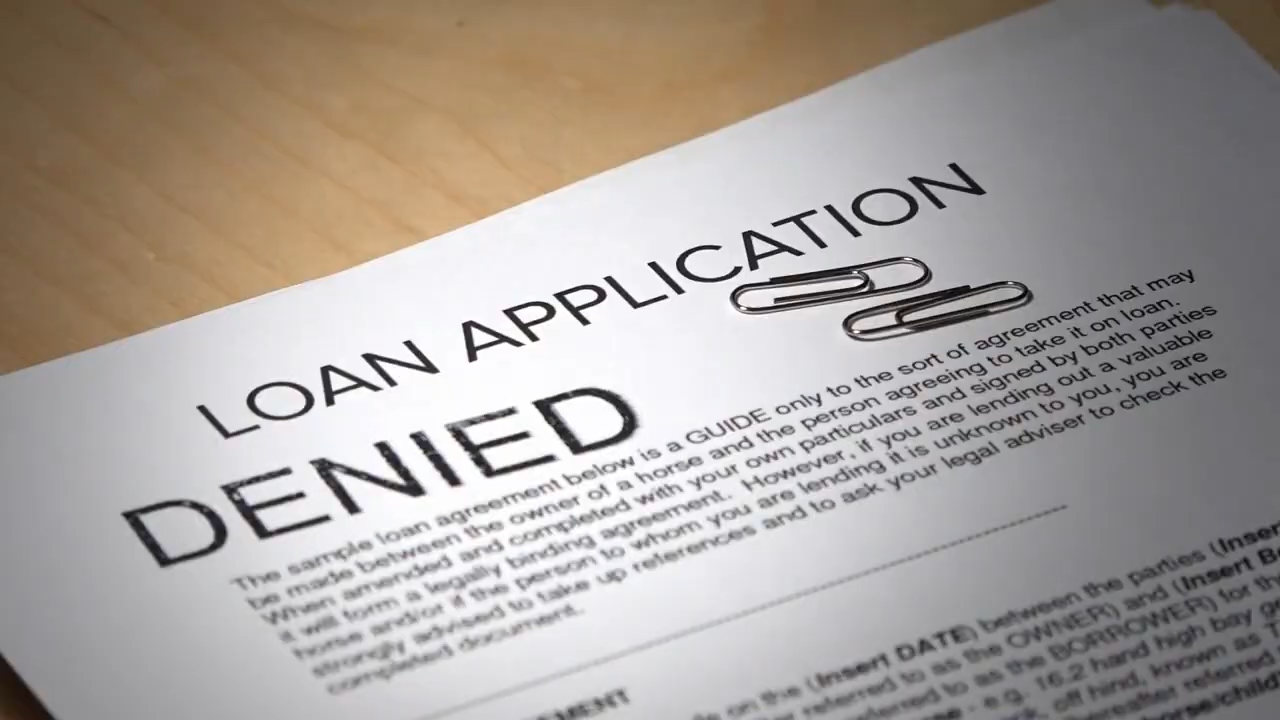 LOAN APPLICATION
DENIED
The sample loan agreement below is a GUIDE only to the sort of agreement that may
be made between the owner of a horse and the person agreeing to take it on loan.
When amended and completed with your own particulars and signed by both parties
it will form a legally binding agreement. However, if you are lending out a valuable
horse and/or if the person to whom you are lending it is unknown to you, you are
strongly advised to take up references and to ask your legal adviser to check the
completed document.
on the (Insert DATE) between the parties (Inser
referred to as the OWNER) and (Insert B
referred to as the BORROWER) for th
- e.g. 16.2 hand high bay g
off hind, known as
referred